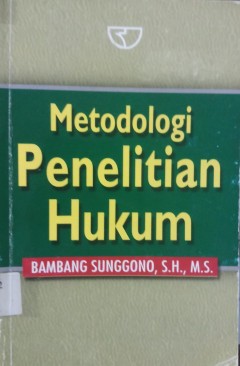 Metodologi
Penelitian
Hukum
BAMBANG SUNGGONO, S.H., M.S.